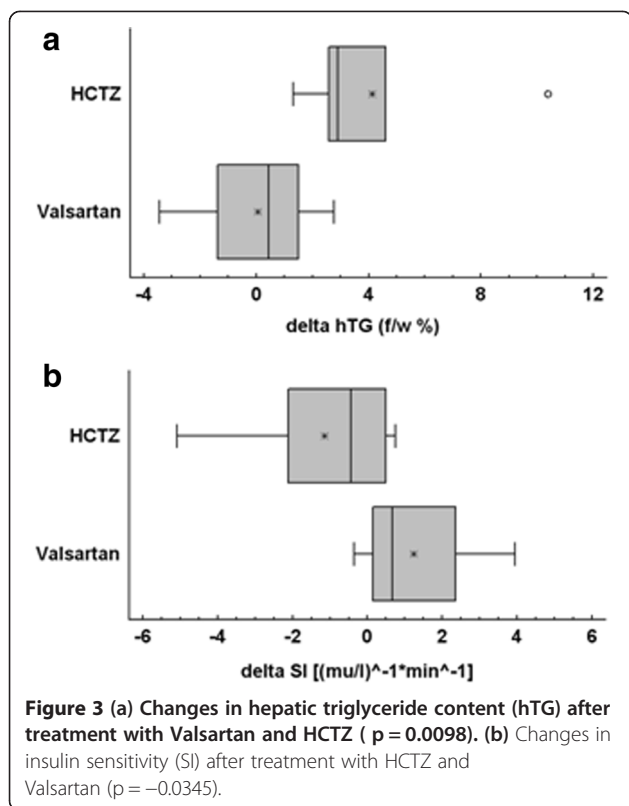 a
HCTZ
Valsartan
-4 0 4 8 12
delta hTG (f/w %)
b
HCTZ
Valsartan
-6 -4 -2 0 2 4 6
delta SI [(mu/l)^-1*min^-1]
Figure 3 (a) Changes in hepatic triglyceride content (hTG) after
treatment with Valsartan and HCTZ ( p = 0.0098). (b) Changes in
insulin sensitivity (SI) after treatment with HCTZ and
Valsartan (p = −0.0345).